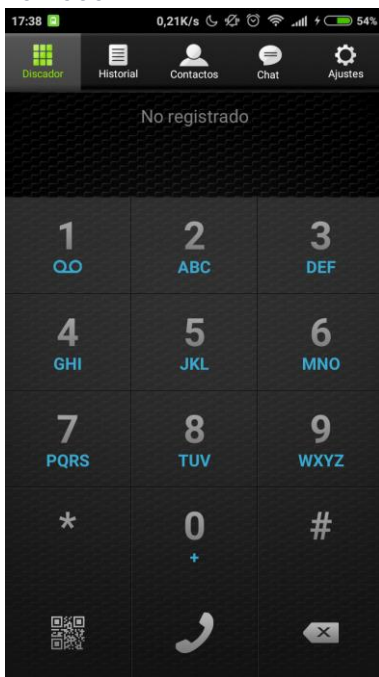 17:38 0,21K/s 54%
Discador Historial Contactos Chat Ajustes
No registrado
1 2 3
ABC DEF
4 5 6
GHI JKL MNO
7 8 9
PQRS TUV WXYZ
* 0 #
+